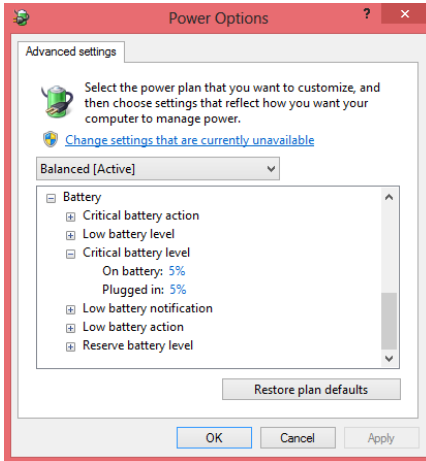 Power Options
?
×
Advanced settings
Select the power plan that you want to customize, and
then choose settings that reflect how you want your
computer to manage power.
Change settings that are currently unavailable
Balanced [Active]
Battery
Critical battery action
Low battery level
Critical battery level
On battery: 5%
Plugged in: 5%
Low battery notification
Low battery action
Reserve battery level
Restore plan defaults
OK Cancel Apply